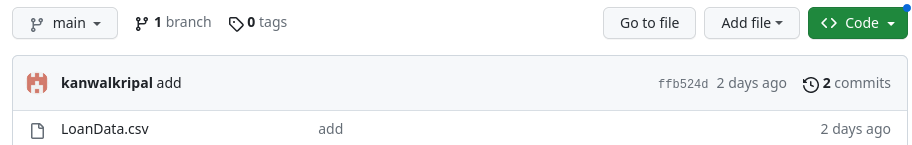 main 1 branch 0 tags Go to file Add file Code
kanwalkripal add ffb524d 2 days ago 2 commits
LoanData.csv add 2 days ago